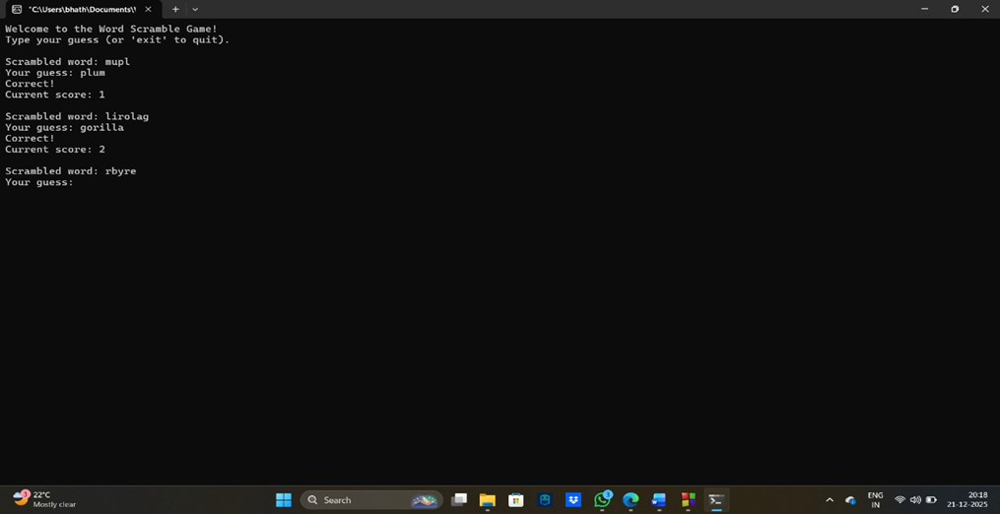 "C:\Users\bhath\Documents\
Welcome to the Word Scramble Game!
Type your guess (or 'exit' to quit).
Scrambled word: mupl
Your guess: plum
Correct!
Current score: 1
Scrambled word: lirolag
Your guess: gorilla
Correct!
Current score: 2
Scrambled word: rbyre
Your guess:
3
22°C
Mostly clear
Search
3
ENG
IN
20:18
21-12-2025